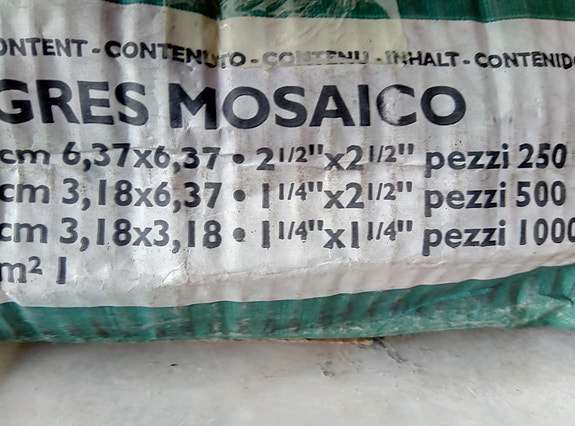 ONTENT - CONTENUTO - CONTENU - INHALT - CONTENID
GRES MOSAICO
cm 6,37x6,37 • 2 1/2"x2 1/2" pezzi 250
cm 3,18x6,37 • 1 1/4"x2 1/2" pezzi 500
cm 3,18x3,18 • 1 1/4"x1 1/4" pezzi 1000
m² 1